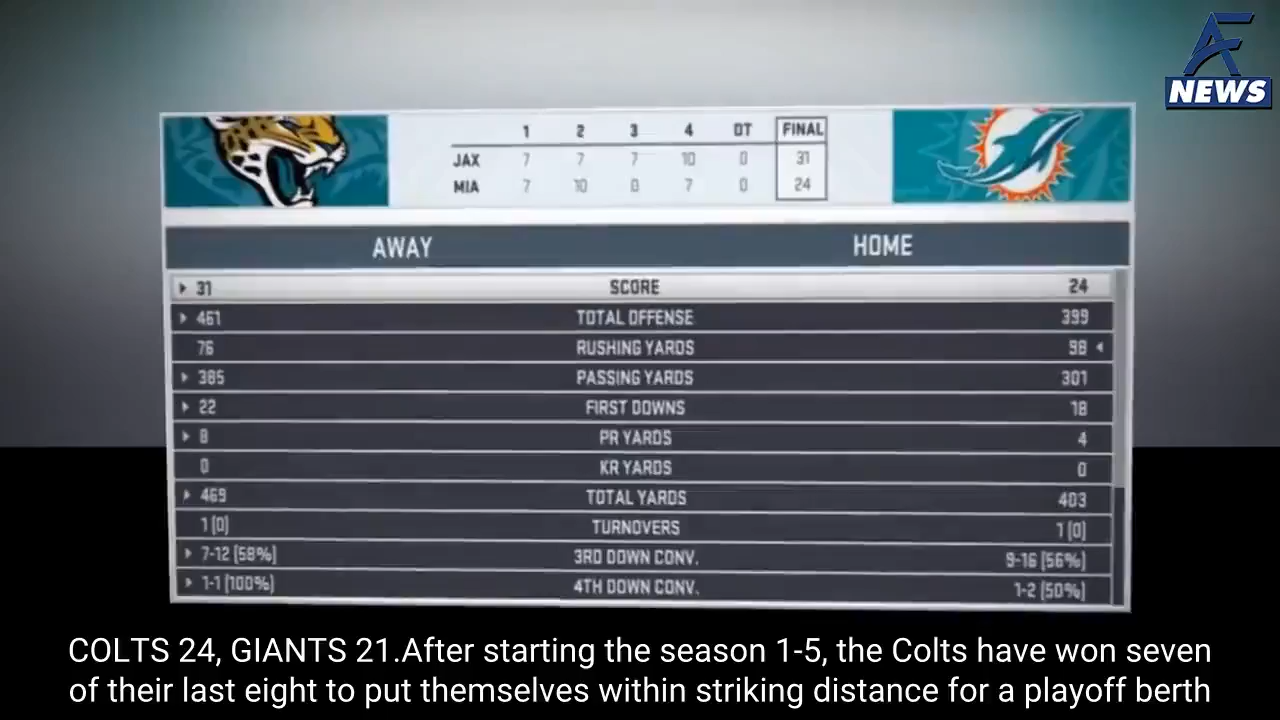 AF
NEWS
1 2 3 4 OT FINAL
JAX 7 7 7 10 0 31
MIA 7 10 0 7 0 24
AWAY HOME
31 SCORE 24
461 TOTAL OFFENSE 399
76 RUSHING YARDS 98
385 PASSING YARDS 301
22 FIRST DOWNS 18
8 PR YARDS 4
0 KR YARDS 0
469 TOTAL YARDS 403
1 (0) TURNOVERS 1 (0)
7-12 (58%) 3RD DOWN CONV. 9-16 (56%)
1-1 (100%) 4TH DOWN CONV. 1-2 (50%)
COLTS 24, GIANTS 21.After starting the season 1-5, the Colts have won seven
of their last eight to put themselves within striking distance for a playoff berth